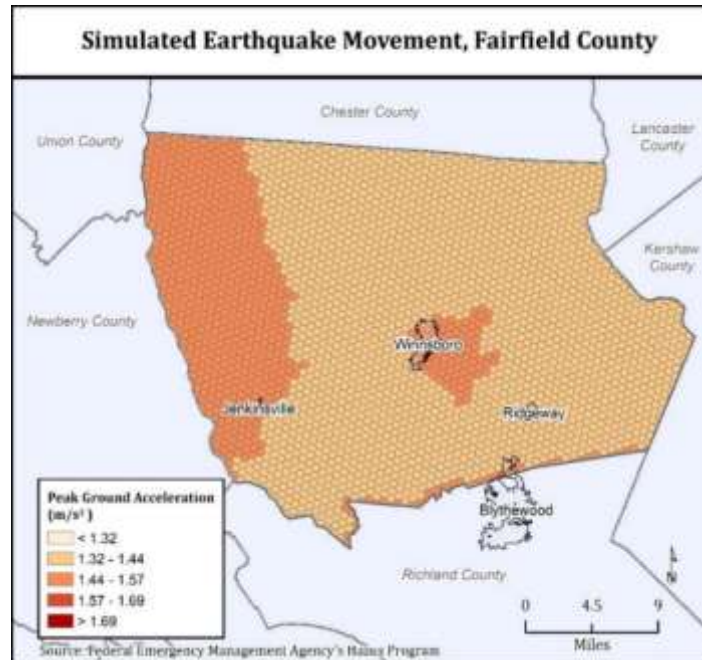 Simulated Earthquake Movement, Fairfield County
Chester County
Union County
Lancaster
County
Kershaw
County
Newberry County
Winnsboro
Jenkinsville
Ridgeway
Blythewood
Richland County
Peak Ground Acceleration
(m/s²)
< 1.32
1.32 - 1.44
1.44 - 1.57
1.57 - 1.69
> 1.69
N
0 4.5 9
Miles
Source: Federal Emergency Management Agency's Hazus Program